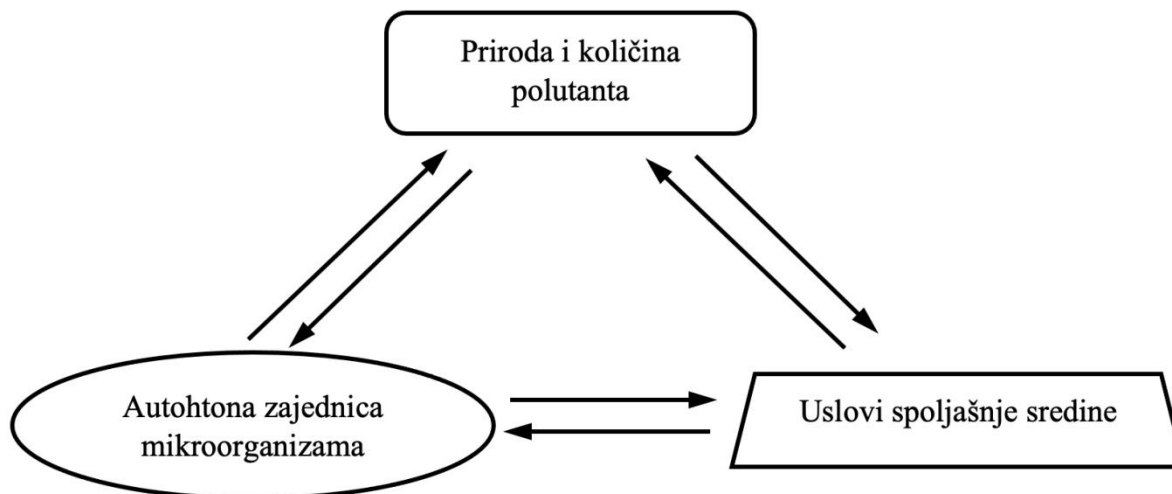 Priroda i količina
polutanta
Autohtona zajednica
mikroorganizama
Uslovi spoljašnje sredine